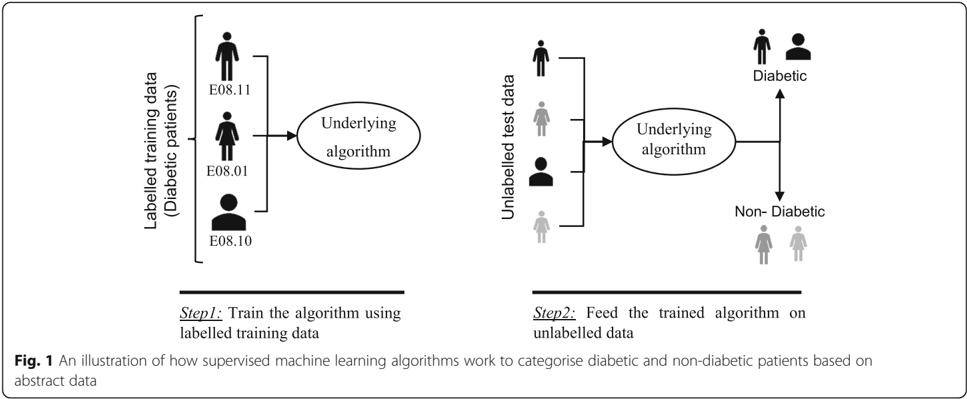 Labelled training data
(Diabetic patients)
E08.11
E08.01
E08.10
Underlying
algorithm
Step1: Train the algorithm using
labelled training data
Unlabelled test data
Underlying
algorithm
Diabetic
Non- Diabetic
Step2: Feed the trained algorithm on
unlabelled data
Fig. 1 An illustration of how supervised machine learning algorithms work to categorise diabetic and non-diabetic patients based on
abstract data